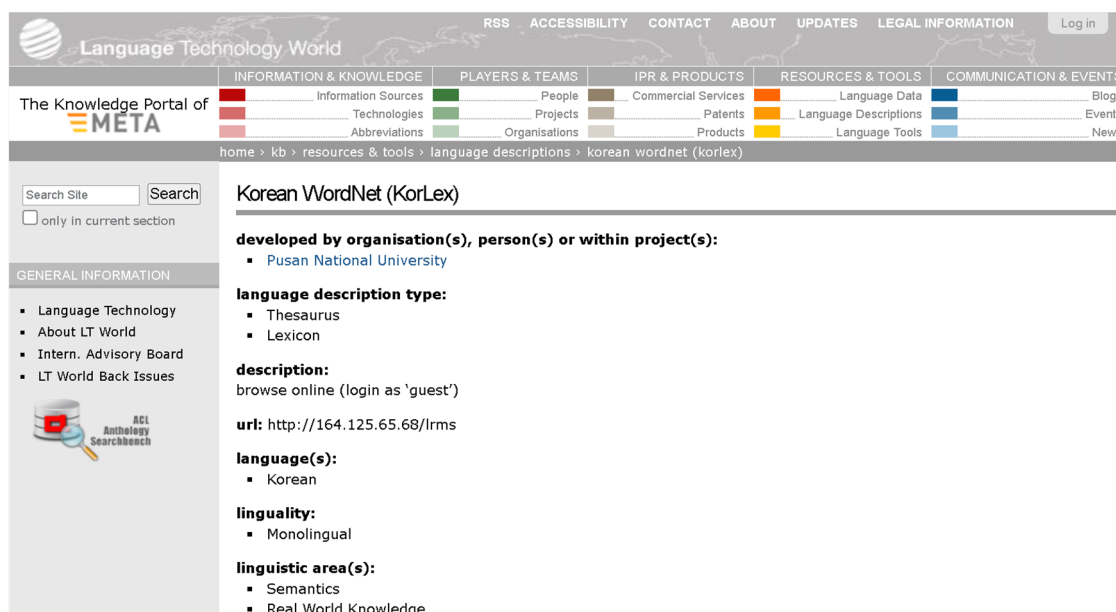 RSS ACCESSIBILITY CONTACT ABOUT UPDATES LEGAL INFORMATION Log in
Language Technology World
INFORMATION & KNOWLEDGE PLAYERS & TEAMS IPR & PRODUCTS RESOURCES & TOOLS COMMUNICATION & EVENTS
The Knowledge Portal of
META
Information Sources People Commercial Services Language Data Blog
Technologies Projects Patents Language Descriptions Event
Abbreviations Organisations Products Language Tools New
home › kb › resources & tools › language descriptions › korean wordnet (korlex)
Search Site Search
only in current section
GENERAL INFORMATION
Language Technology
About LT World
Intern. Advisory Board
LT World Back Issues
ACL
Anthology
Searchbench
Korean WordNet (KorLex)
developed by organisation(s), person(s) or within project(s):
Pusan National University
language description type:
Thesaurus
Lexicon
description:
browse online (login as ‘guest’)
url: http://164.125.65.68/lrms
language(s):
Korean
linguality:
Monolingual
linguistic area(s):
Semantics
Real World Knowledge